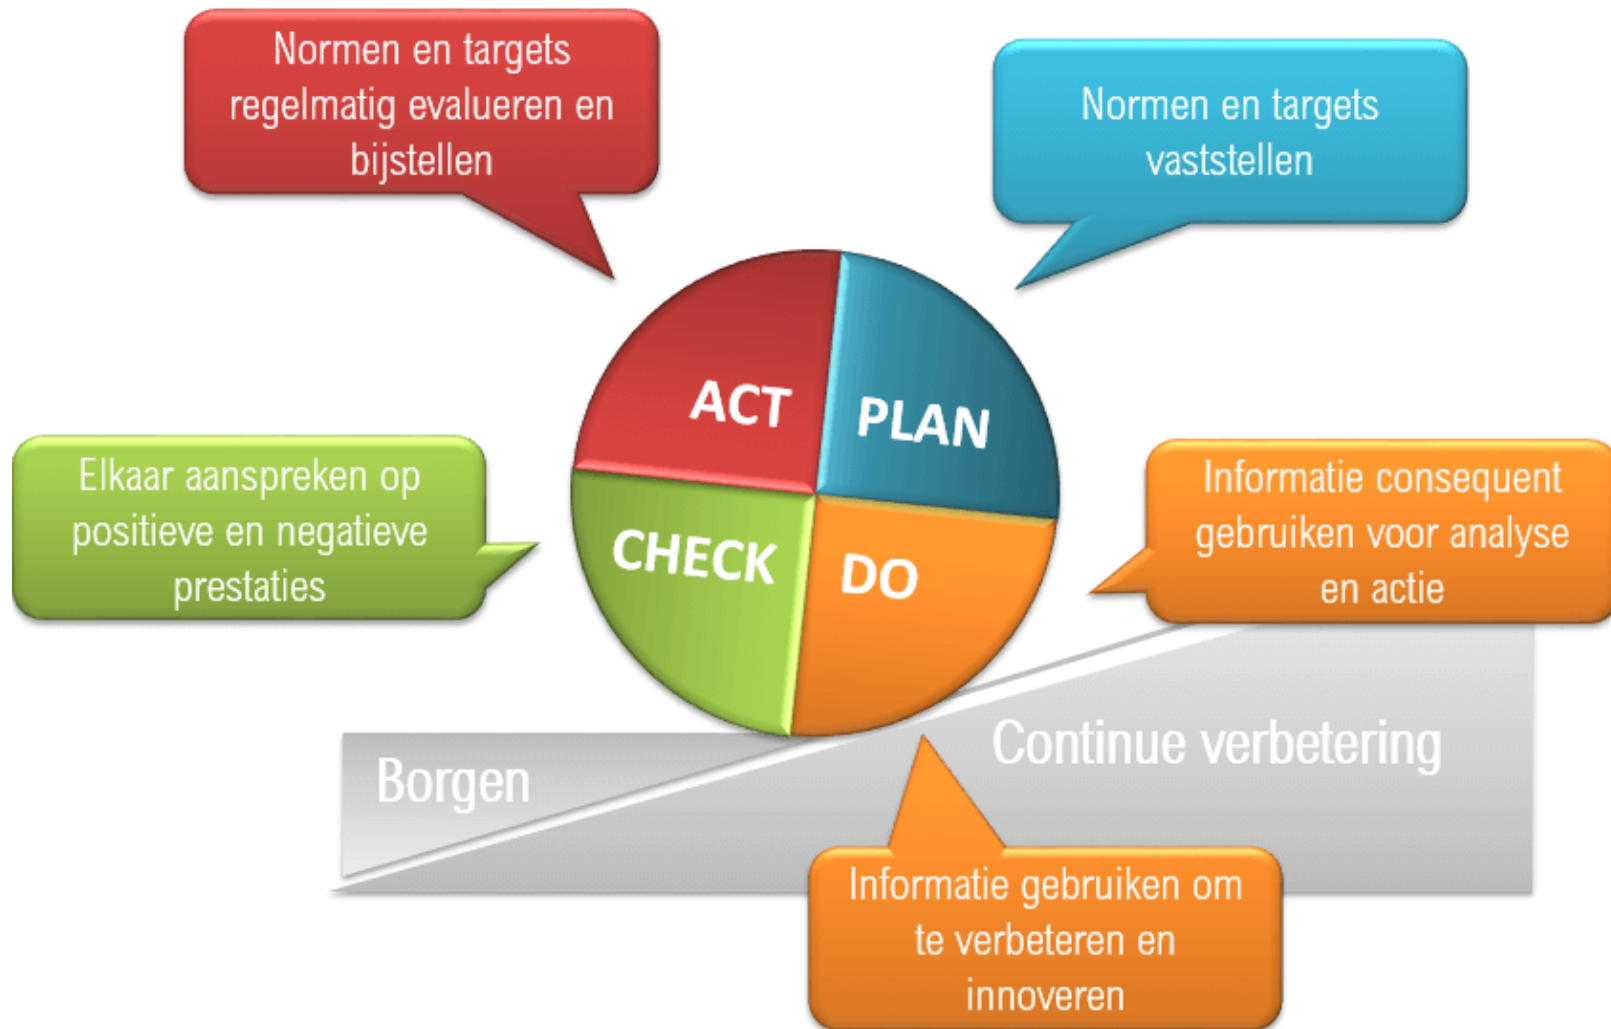 Normen en targets
regelmatig evalueren en
bijstellen
Normen en targets
vaststellen
ACT
PLAN
Elkaar aanspreken op
positieve en negatieve
prestaties
CHECK
DO
Informatie consequent
gebruiken voor analyse
en actie
Borgen
Continue verbetering
Informatie gebruiken om
te verbeteren en
innoveren